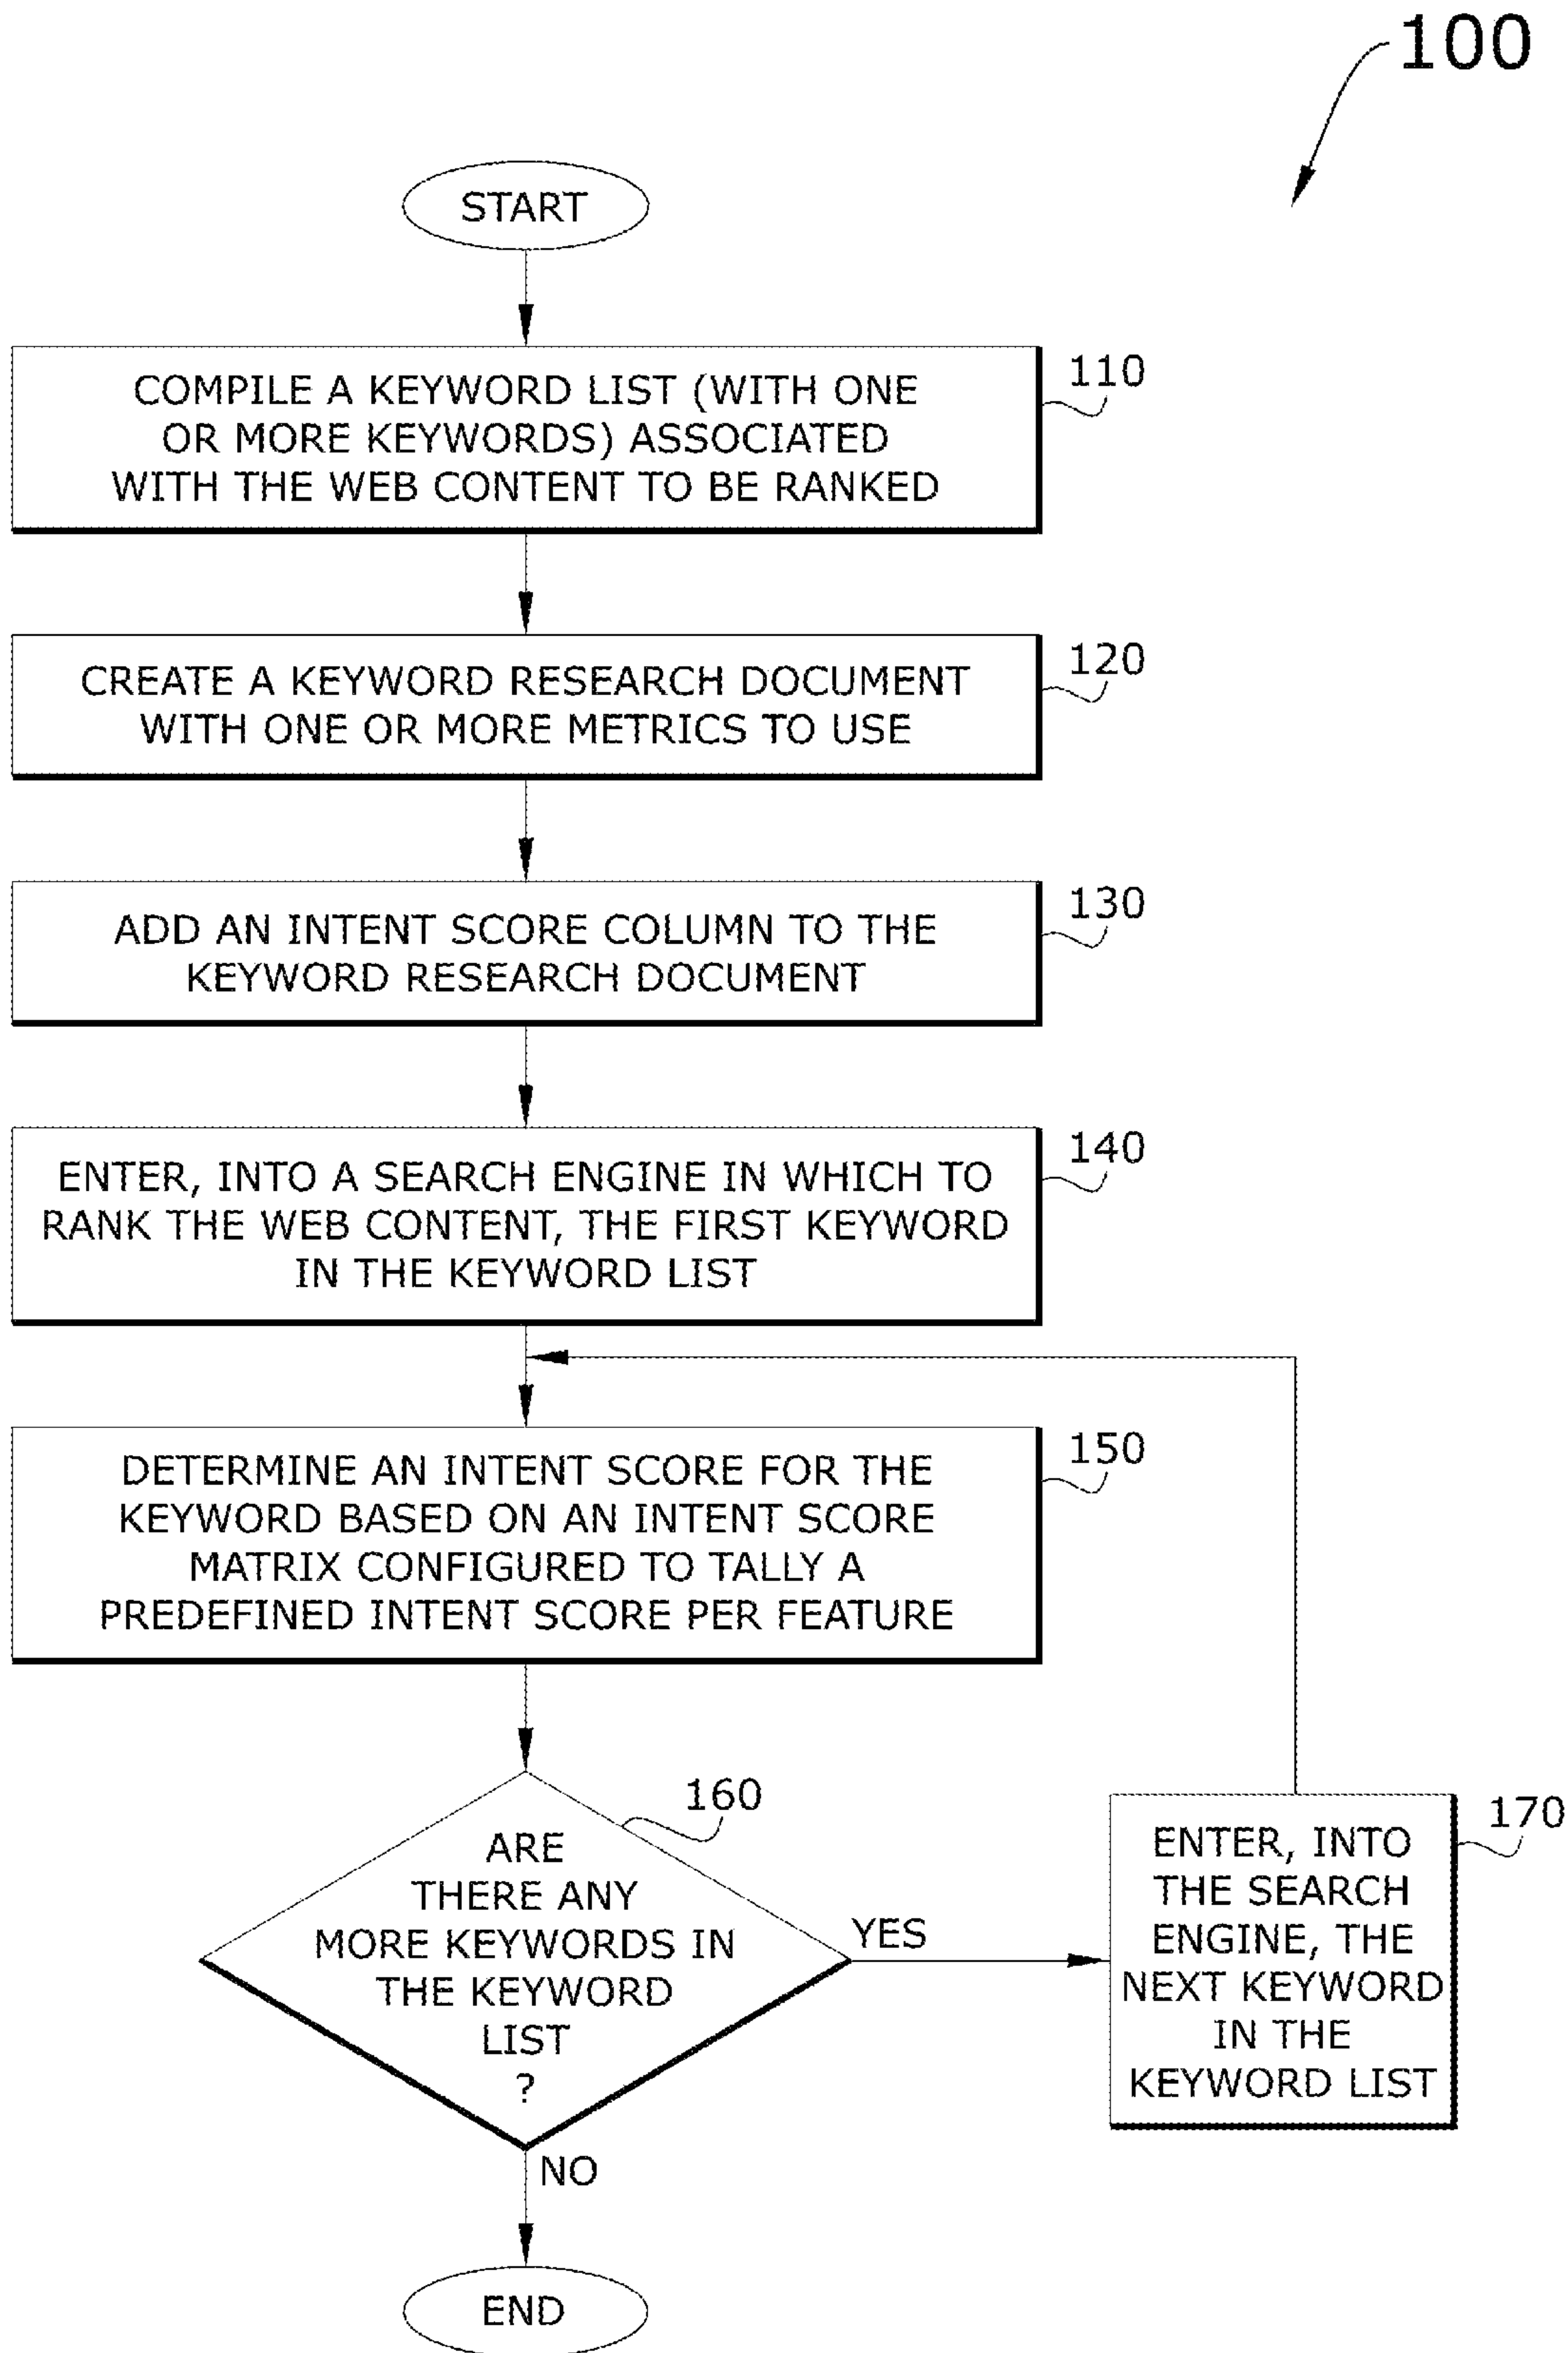 100
START
COMPILE A KEYWORD LIST (WITH ONE
OR MORE KEYWORDS) ASSOCIATED
WITH THE WEB CONTENT TO BE RANKED
110
CREATE A KEYWORD RESEARCH DOCUMENT
WITH ONE OR MORE METRICS TO USE
120
ADD AN INTENT SCORE COLUMN TO THE
KEYWORD RESEARCH DOCUMENT
130
ENTER, INTO A SEARCH ENGINE IN WHICH TO
RANK THE WEB CONTENT, THE FIRST KEYWORD
IN THE KEYWORD LIST
140
DETERMINE AN INTENT SCORE FOR THE
KEYWORD BASED ON AN INTENT SCORE
MATRIX CONFIGURED TO TALLY A
PREDEFINED INTENT SCORE PER FEATURE
150
ARE
THERE ANY
MORE KEYWORDS IN
THE KEYWORD
LIST
?
160
YES
ENTER, INTO
THE SEARCH
ENGINE, THE
NEXT KEYWORD
IN THE
KEYWORD LIST
170
NO
END